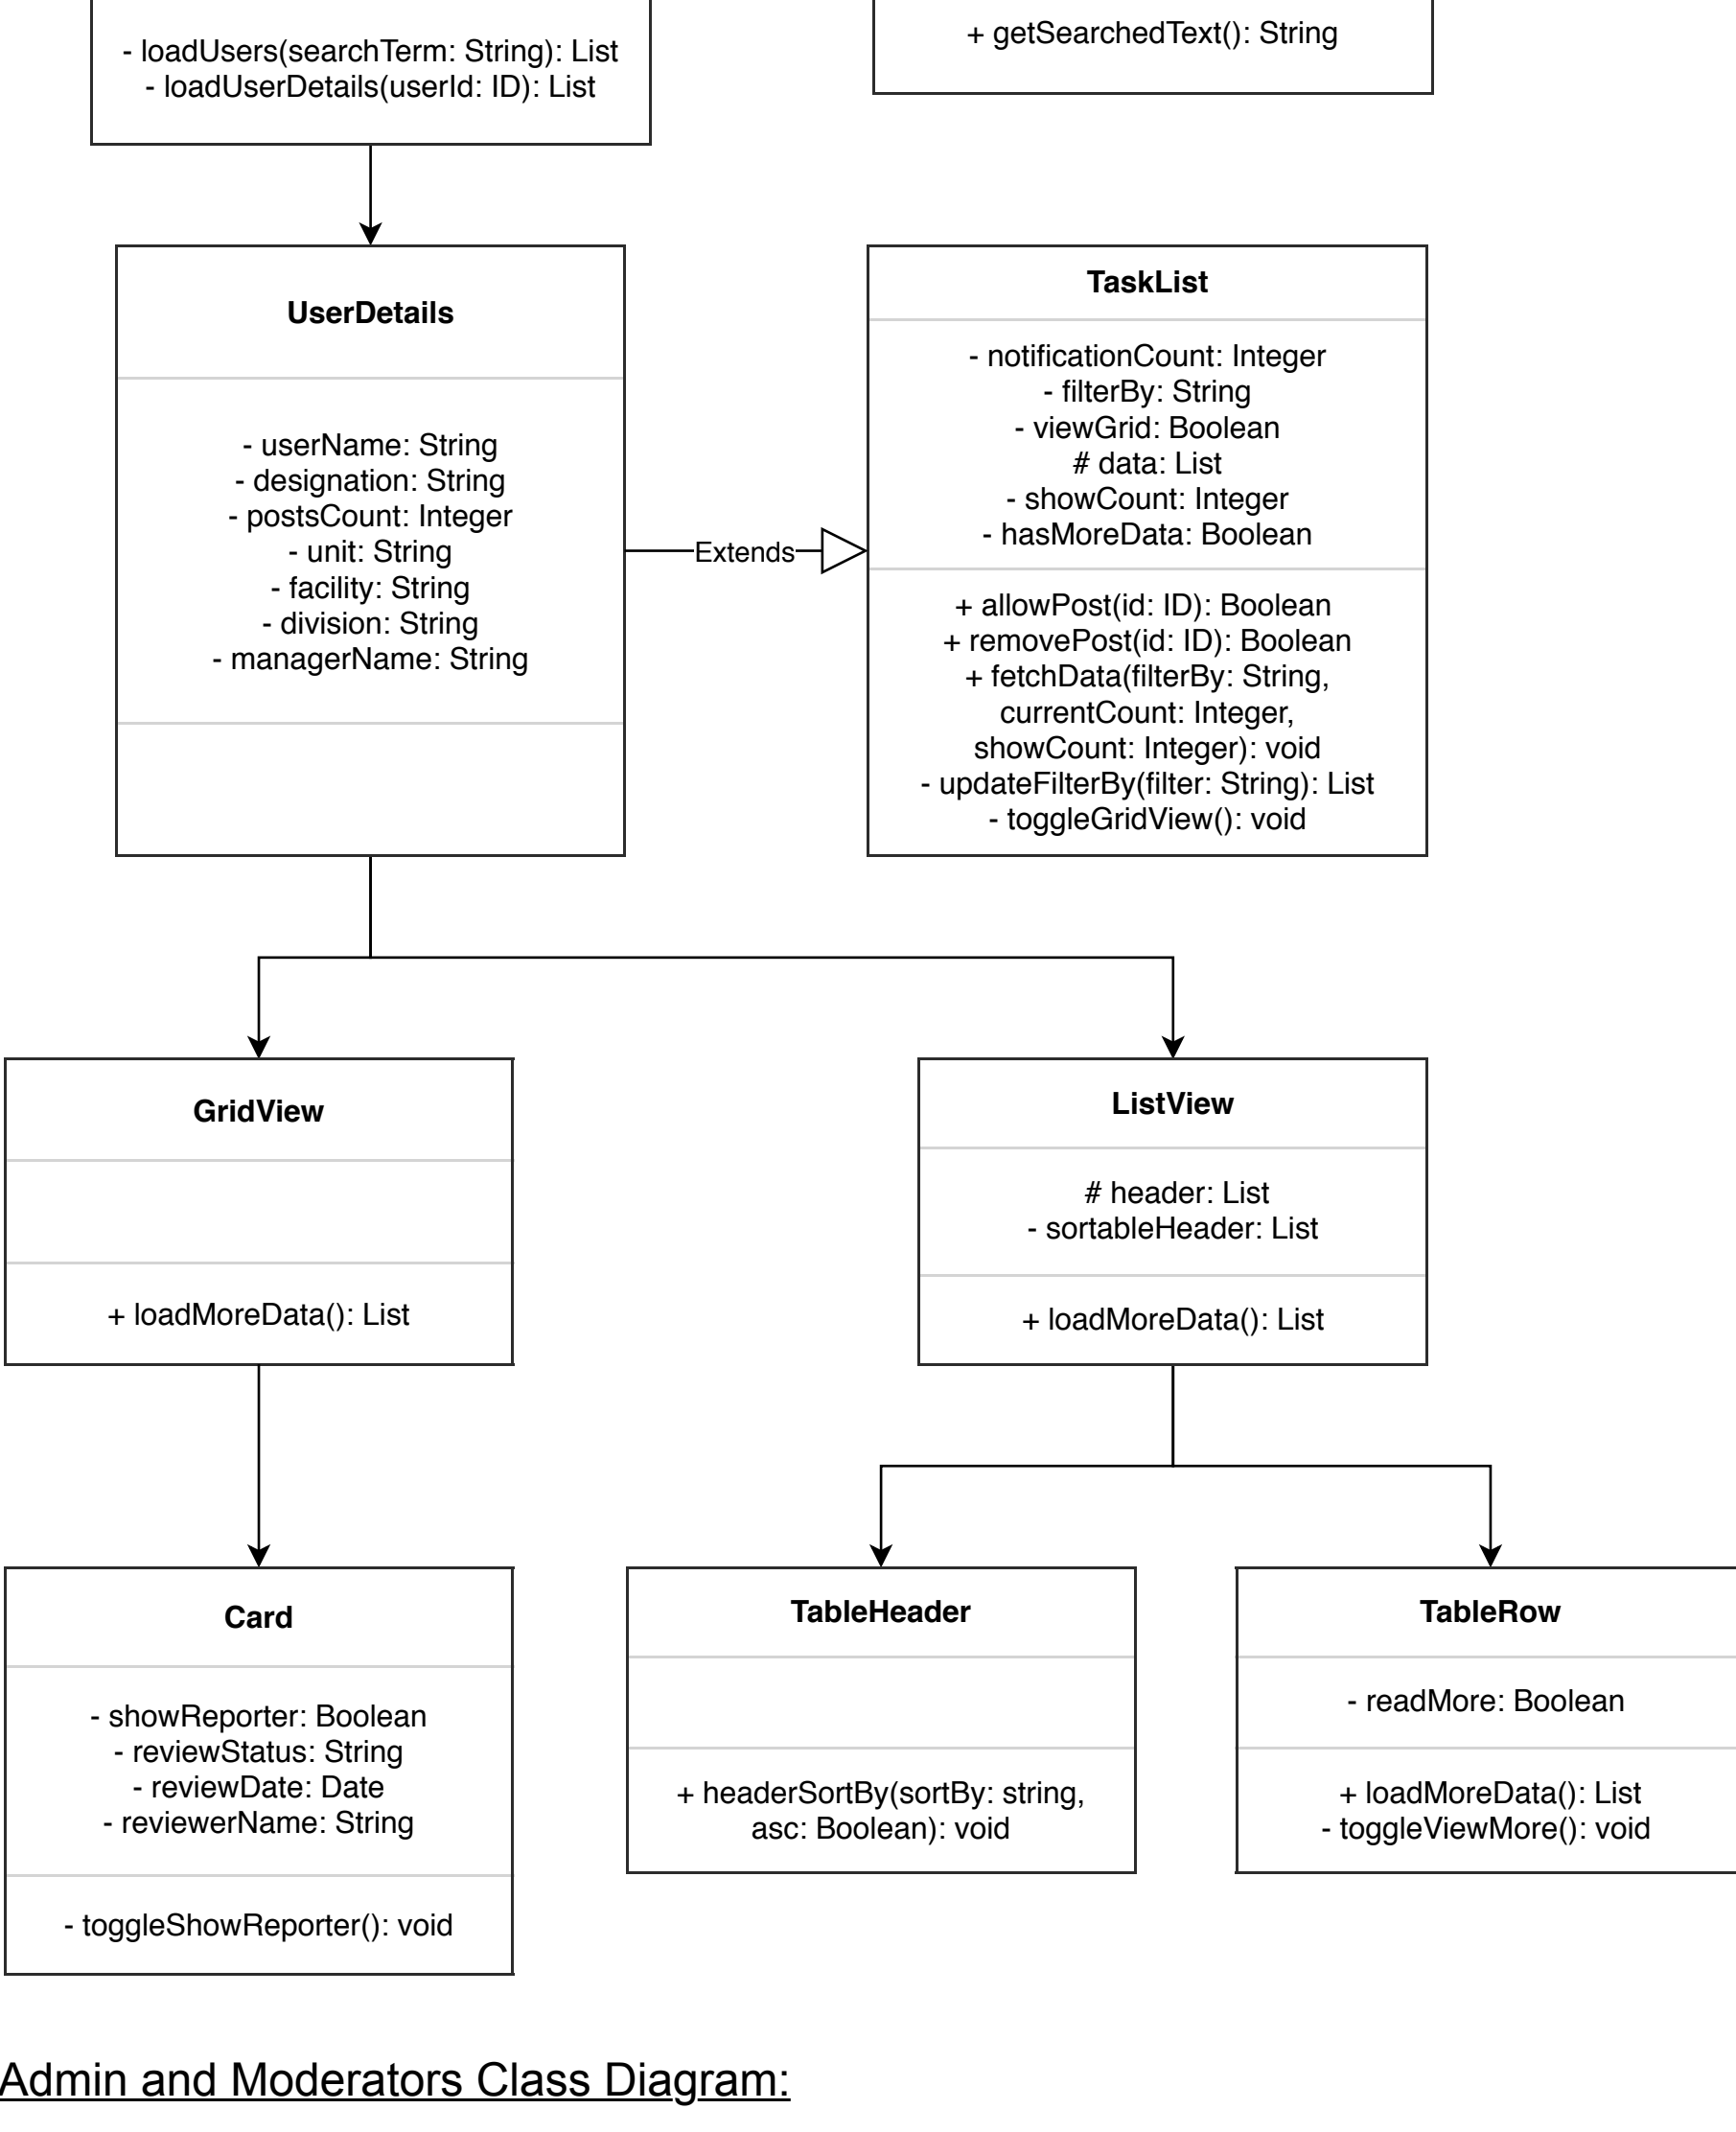 - loadUsers(searchTerm: String): List
- loadUserDetails(userId: ID): List
+ getSearchedText(): String
UserDetails
- userName: String
- designation: String
- postsCount: Integer
- unit: String
- facility: String
- division: String
- managerName: String
Extends
TaskList
- notificationCount: Integer
- filterBy: String
- viewGrid: Boolean
# data: List
- showCount: Integer
- hasMoreData: Boolean
+ allowPost(id: ID): Boolean
+ removePost(id: ID): Boolean
+ fetchData(filterBy: String,
currentCount: Integer,
showCount: Integer): void
- updateFilterBy(filter: String): List
- toggleGridView(): void
GridView
+ loadMoreData(): List
ListView
# header: List
- sortableHeader: List
+ loadMoreData(): List
Card
- showReporter: Boolean
- reviewStatus: String
- reviewDate: Date
- reviewerName: String
- toggleShowReporter(): void
TableHeader
+ headerSortBy(sortBy: string,
asc: Boolean): void
TableRow
- readMore: Boolean
+ loadMoreData(): List
- toggleViewMore(): void
Admin and Moderators Class Diagram: